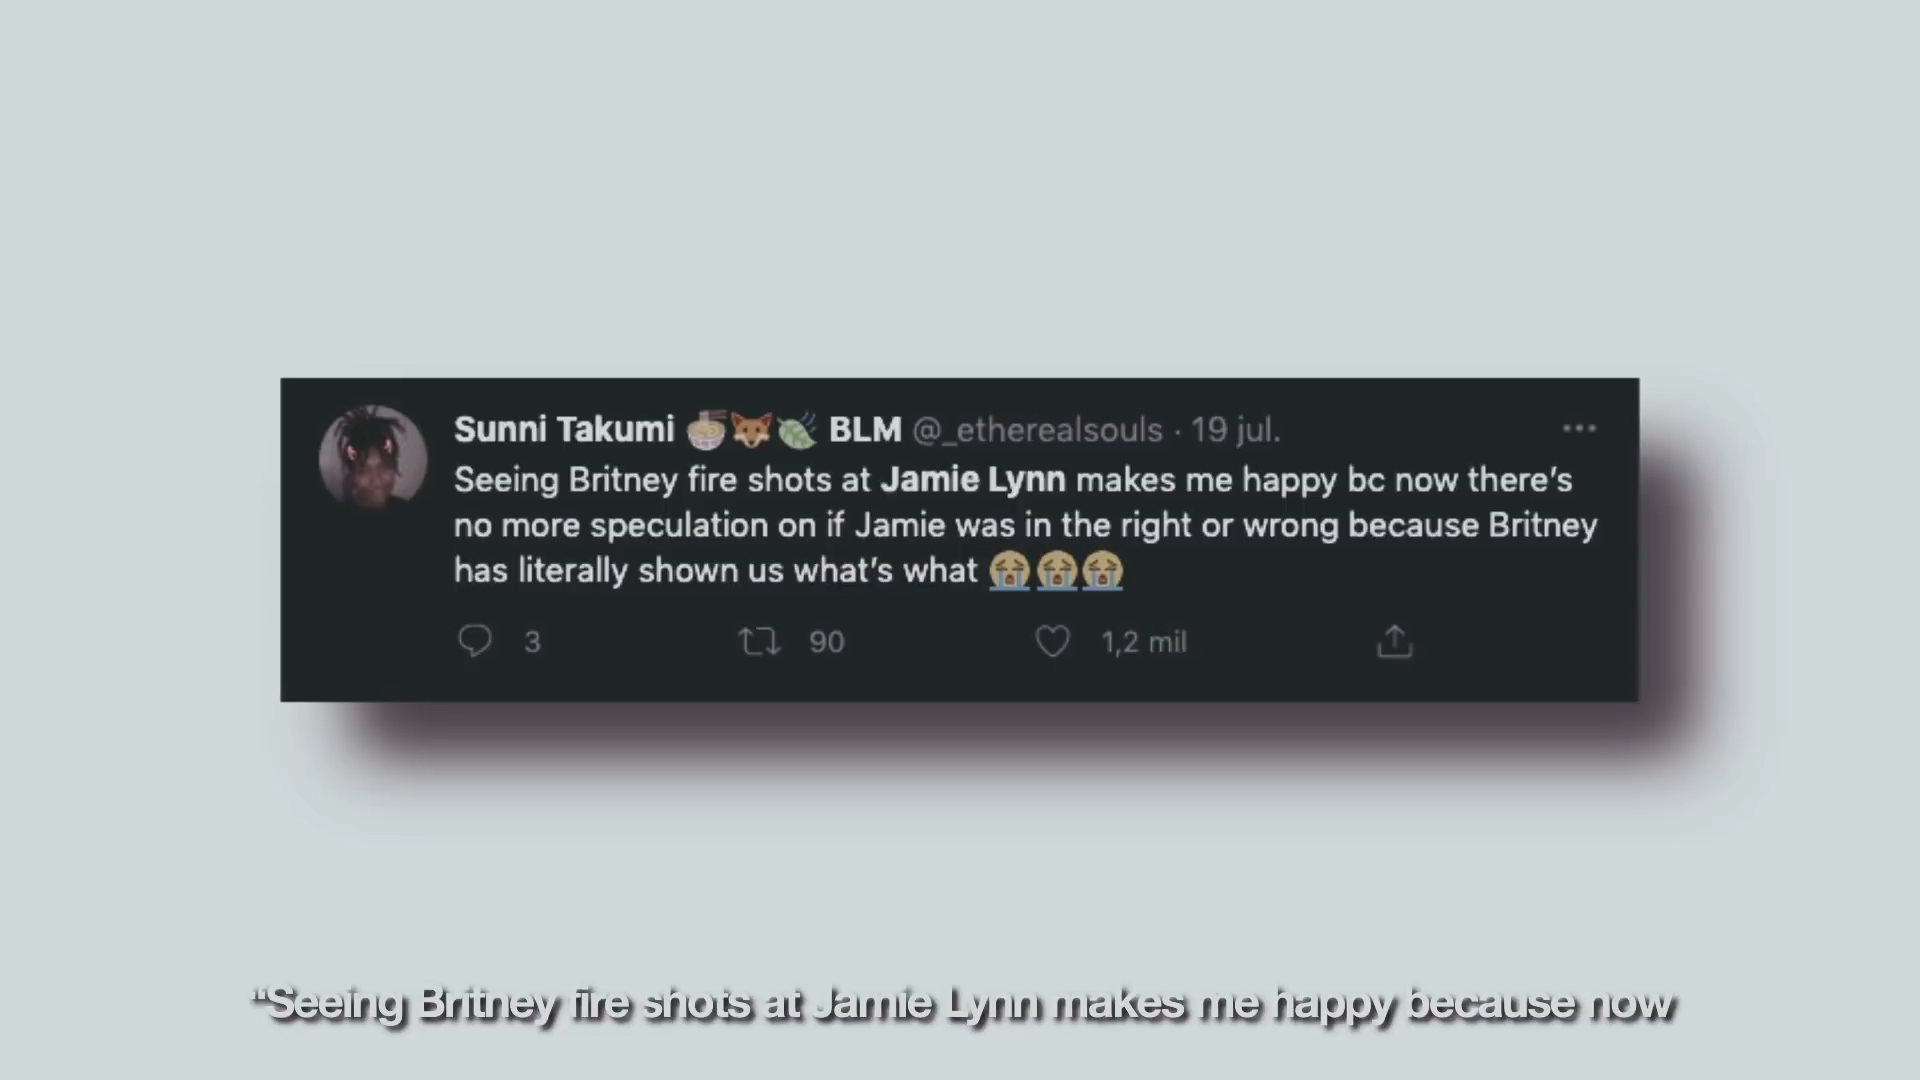 Sunni Takumi 🍜🦊🍃 BLM @_etherealsouls · 19 jul.
Seeing Britney fire shots at Jamie Lynn makes me happy bc now there's
no more speculation on if Jamie was in the right or wrong because Britney
has literally shown us what's what 😭😭😭
3 90 1,2 mil
"Seeing Britney fire shots at Jamie Lynn makes me happy because now